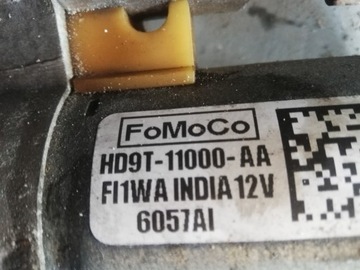 FoMoCo
HD9T-11000-AA
FI1WA INDIA 12V
6057AI